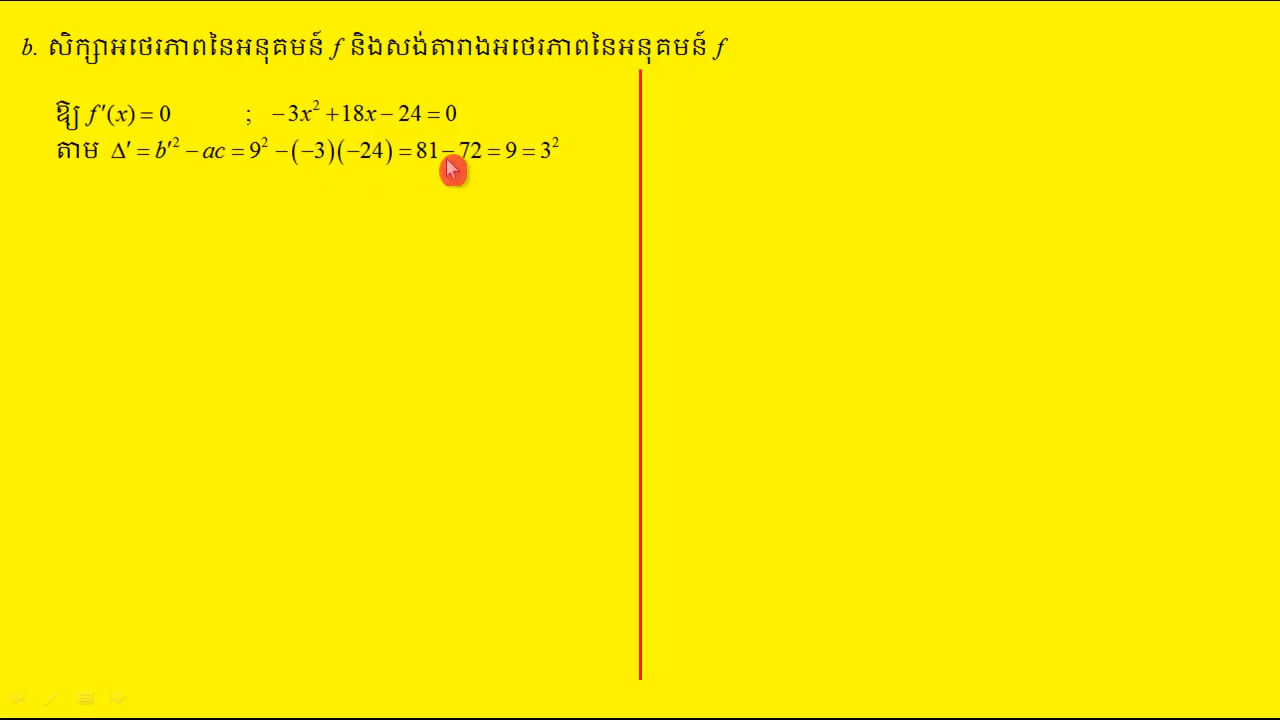 b. សិក្សាអថេរភាពនៃអនុគមន៍ f និងសង់តារាងអថេរភាពនៃអនុគមន៍ f
ឱ្យ f′(x) = 0 ; −3x² + 18x − 24 = 0
តាម Δ′ = b′² − ac = 9² − (−3)(−24) = 81 − 72 = 9 = 3²